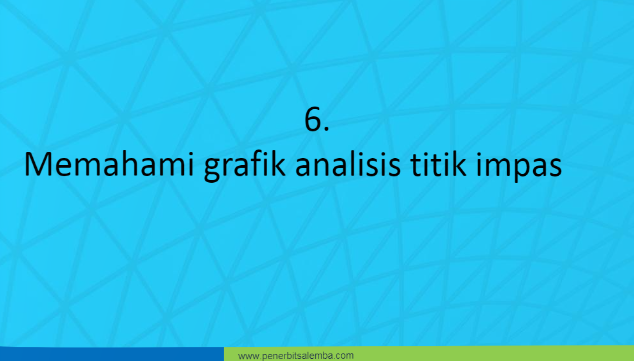 6.
Memahami grafik analisis titik impas
www.penerbitsalemba.com